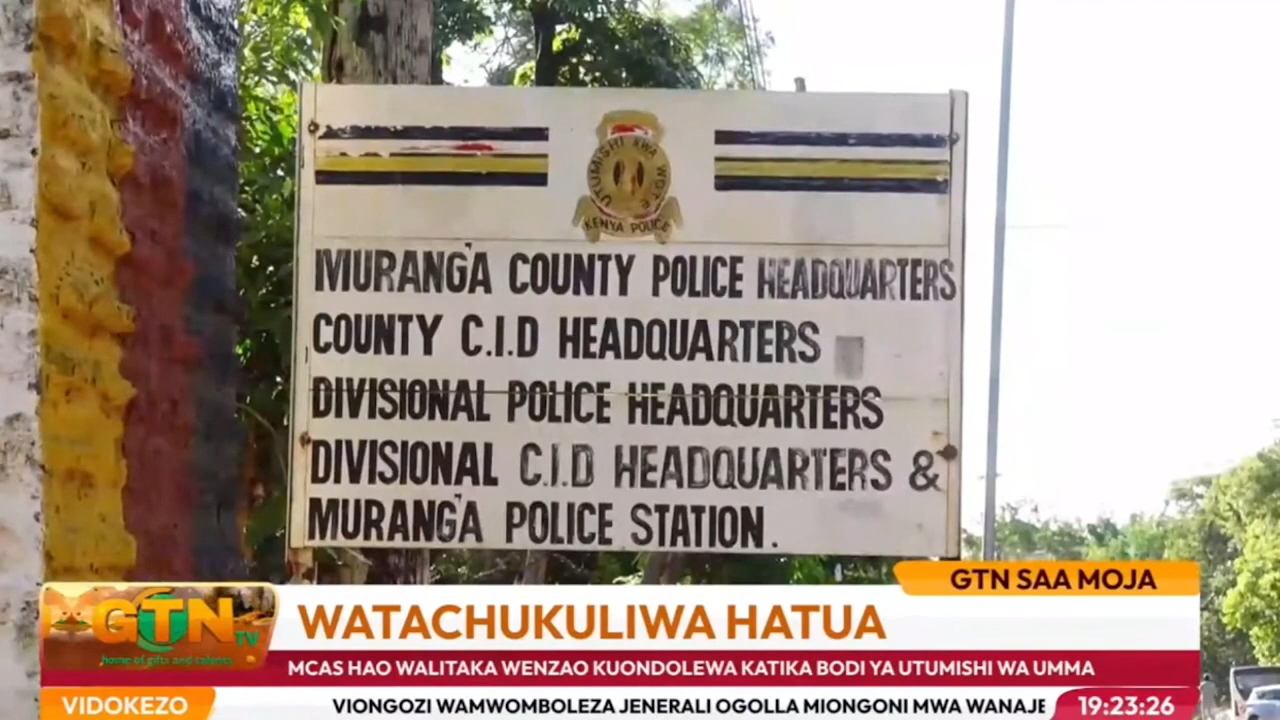 UTUMISHI KWA WOTE
KENYA POLICE
MURANG'A COUNTY POLICE HEADQUARTERS
COUNTY C.I.D HEADQUARTERS
DIVISIONAL POLICE HEADQUARTERS
DIVISIONAL C.I.D HEADQUARTERS &
MURANG'A POLICE STATION.
GTN SAA MOJA
GTN TV
home of gifts and talents
WATACHUKULIWA HATUA
MCAS HAO WALITAKA WENZAO KUONDOLEWA KATIKA BODI YA UTUMISHI WA UMMA
VIDOKEZO
VIONGOZI WAMWOMBOLEZA JENERALI OGOLLA MIONGONI MWA WANAJE
19:23:26